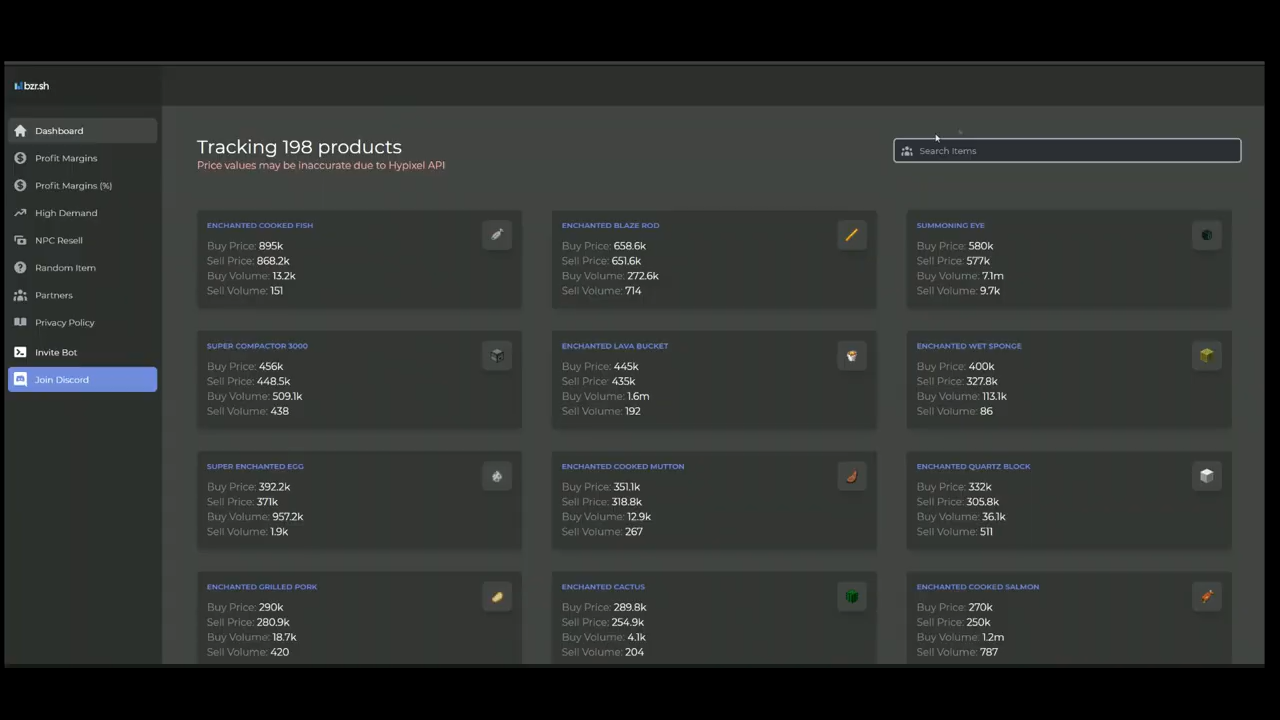 bzr.sh
Dashboard
Profit Margins
Profit Margins (%)
High Demand
NPC Resell
Random Item
Partners
Privacy Policy
Invite Bot
Join Discord
Tracking 198 products
Price values may be inaccurate due to Hypixel API
Search Items
ENCHANTED COOKED FISH
Buy Price: 895k
Sell Price: 868.2k
Buy Volume: 13.2k
Sell Volume: 151
ENCHANTED BLAZE ROD
Buy Price: 658.6k
Sell Price: 651.6k
Buy Volume: 272.6k
Sell Volume: 714
SUMMONING EYE
Buy Price: 580k
Sell Price: 577k
Buy Volume: 7.1m
Sell Volume: 9.7k
SUPER COMPACTOR 3000
Buy Price: 456k
Sell Price: 448.5k
Buy Volume: 509.1k
Sell Volume: 438
ENCHANTED LAVA BUCKET
Buy Price: 445k
Sell Price: 435k
Buy Volume: 1.6m
Sell Volume: 192
ENCHANTED WET SPONGE
Buy Price: 400k
Sell Price: 327.8k
Buy Volume: 113.1k
Sell Volume: 86
SUPER ENCHANTED EGG
Buy Price: 392.2k
Sell Price: 371k
Buy Volume: 957.2k
Sell Volume: 1.9k
ENCHANTED COOKED MUTTON
Buy Price: 351.1k
Sell Price: 318.8k
Buy Volume: 12.9k
Sell Volume: 267
ENCHANTED QUARTZ BLOCK
Buy Price: 332k
Sell Price: 305.8k
Buy Volume: 36.1k
Sell Volume: 511
ENCHANTED GRILLED PORK
Buy Price: 290k
Sell Price: 280.9k
Buy Volume: 18.7k
Sell Volume: 420
ENCHANTED CACTUS
Buy Price: 289.8k
Sell Price: 254.9k
Buy Volume: 4.1k
Sell Volume: 204
ENCHANTED COOKED SALMON
Buy Price: 270k
Sell Price: 250k
Buy Volume: 1.2m
Sell Volume: 787